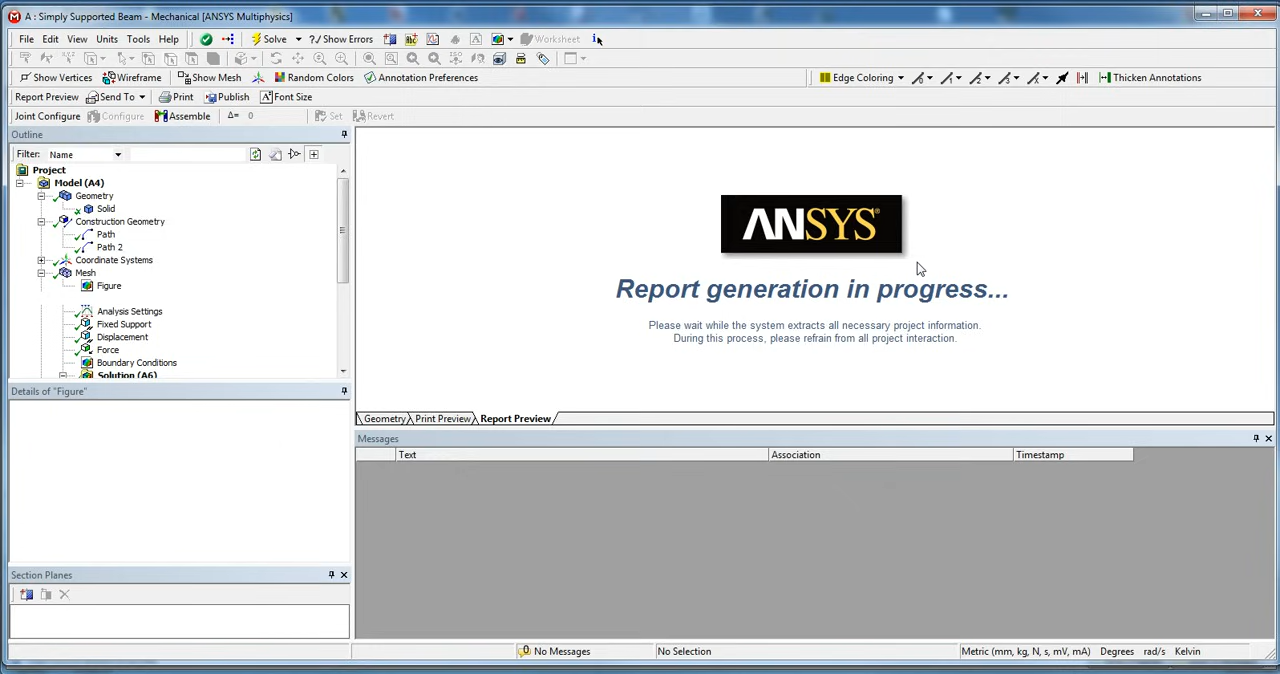 A : Simply Supported Beam - Mechanical [ANSYS Multiphysics]
File Edit View Units Tools Help Solve ?/ Show Errors Worksheet
Show Vertices Wireframe Show Mesh Random Colors Annotation Preferences Edge Coloring Thicken Annotations
Report Preview Send To Print Publish Font Size
Joint Configure Configure Assemble Δ= 0 Set Revert
Outline
Filter: Name
Project
Model (A4)
Geometry
Solid
Construction Geometry
Path
Path 2
Coordinate Systems
Mesh
Figure
Analysis Settings
Fixed Support
Displacement
Force
Boundary Conditions
Solution (A6)
Details of "Figure"
Section Planes
ANSYS®
Report generation in progress...
Please wait while the system extracts all necessary project information.
During this process, please refrain from all project interaction.
Geometry Print Preview Report Preview
Messages
Text Association Timestamp
0 No Messages No Selection Metric (mm, kg, N, s, mV, mA) Degrees rad/s Kelvin